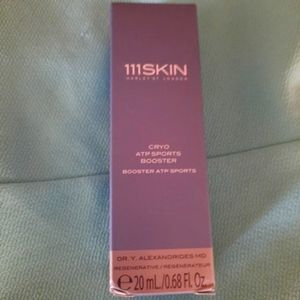 111SKIN
HARLEY ST LONDON
CRYO
ATP SPORTS
BOOSTER
BOOSTER ATP SPORTS
DR. Y. ALEXANDRIDES MD
REGENERATIVE / RÉGÉNÉRATEUR
℮ 20 mL/0.68 Fl. Oz.